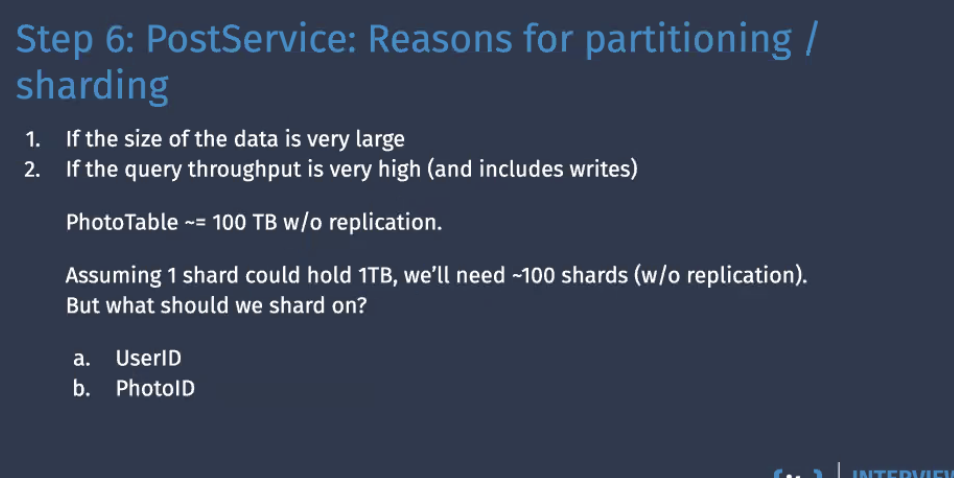 Step 6: PostService: Reasons for partitioning /
sharding
1. If the size of the data is very large
2. If the query throughput is very high (and includes writes)
PhotoTable ~= 100 TB w/o replication.
Assuming 1 shard could hold 1TB, we’ll need ~100 shards (w/o replication).
But what should we shard on?
a. UserID
b. PhotoID